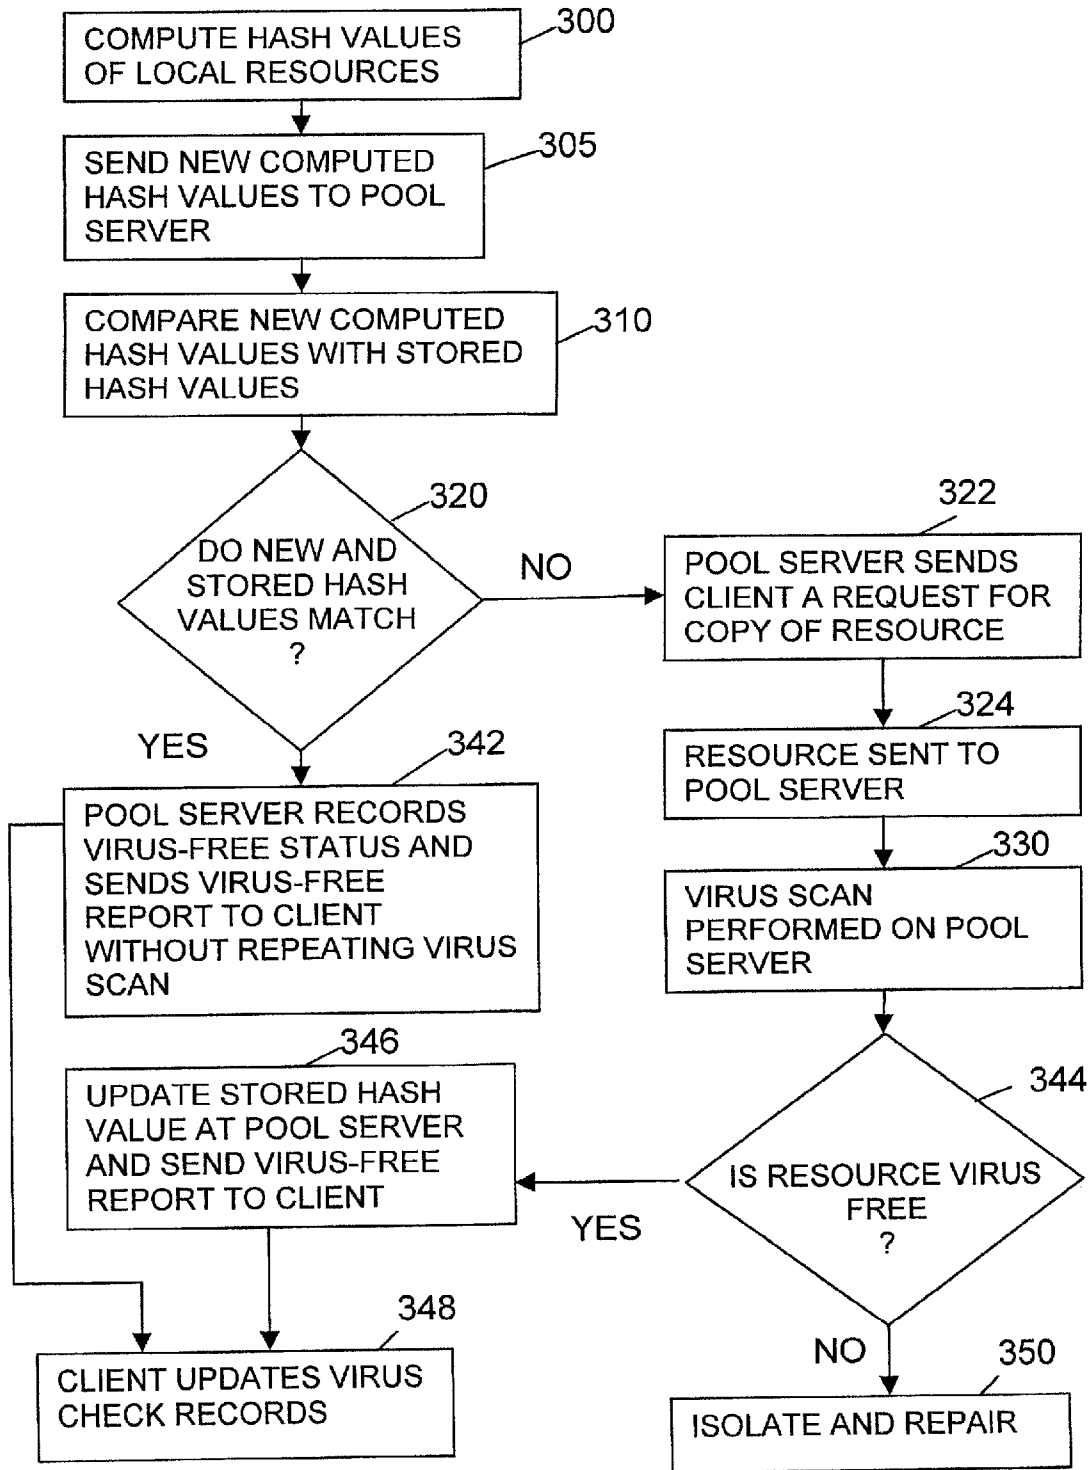 COMPUTE HASH VALUES
OF LOCAL RESOURCES
300
SEND NEW COMPUTED
HASH VALUES TO POOL
SERVER
305
COMPARE NEW COMPUTED
HASH VALUES WITH STORED
HASH VALUES
310
DO NEW AND
STORED HASH
VALUES MATCH
?
320
NO
YES
322
POOL SERVER SENDS
CLIENT A REQUEST FOR
COPY OF RESOURCE
324
RESOURCE SENT TO
POOL SERVER
330
VIRUS SCAN
PERFORMED ON POOL
SERVER
342
POOL SERVER RECORDS
VIRUS-FREE STATUS AND
SENDS VIRUS-FREE
REPORT TO CLIENT
WITHOUT REPEATING VIRUS
SCAN
344
IS RESOURCE VIRUS
FREE
?
YES
NO
346
UPDATE STORED HASH
VALUE AT POOL SERVER
AND SEND VIRUS-FREE
REPORT TO CLIENT
348
CLIENT UPDATES VIRUS
CHECK RECORDS
350
ISOLATE AND REPAIR